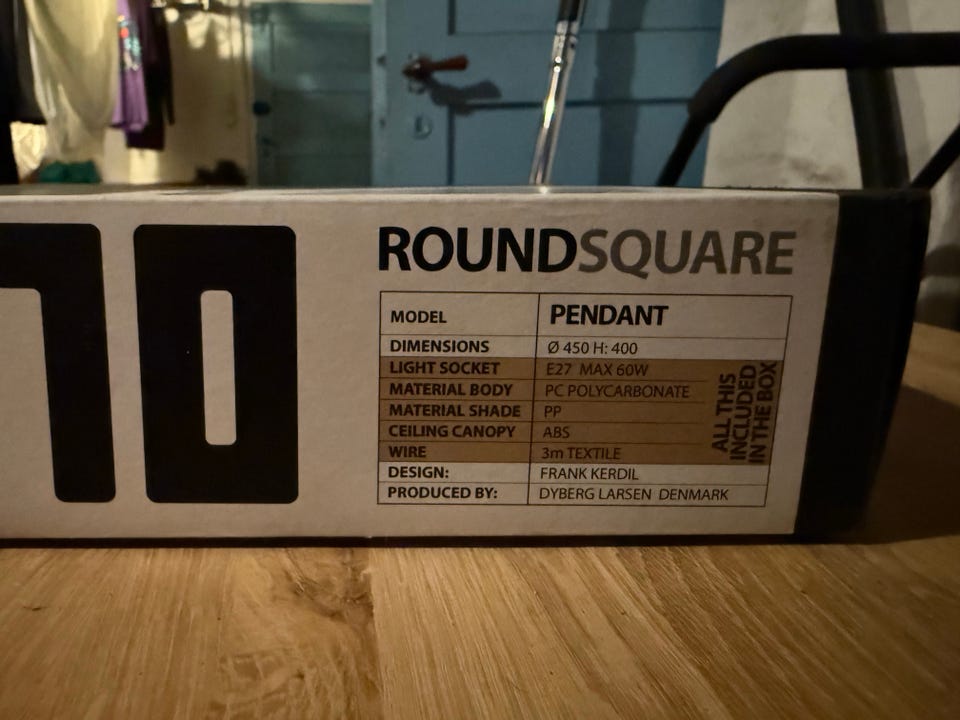 ROUNDSQUARE
MODEL PENDANT
DIMENSIONS Ø 450 H: 400
LIGHT SOCKET E27 MAX 60W
MATERIAL BODY PC POLYCARBONATE
MATERIAL SHADE PP
CEILING CANOPY ABS
WIRE 3m TEXTILE
ALL THIS
INCLUDED
IN THE BOX
DESIGN: FRANK KERDIL
PRODUCED BY: DYBERG LARSEN DENMARK